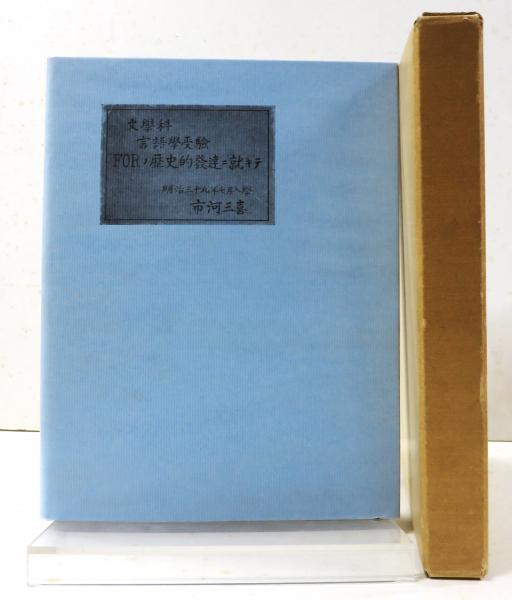 文學科
言語學受驗
FORノ歴史的發達ニ就キテ
明治三十九年七月入學
市河三喜